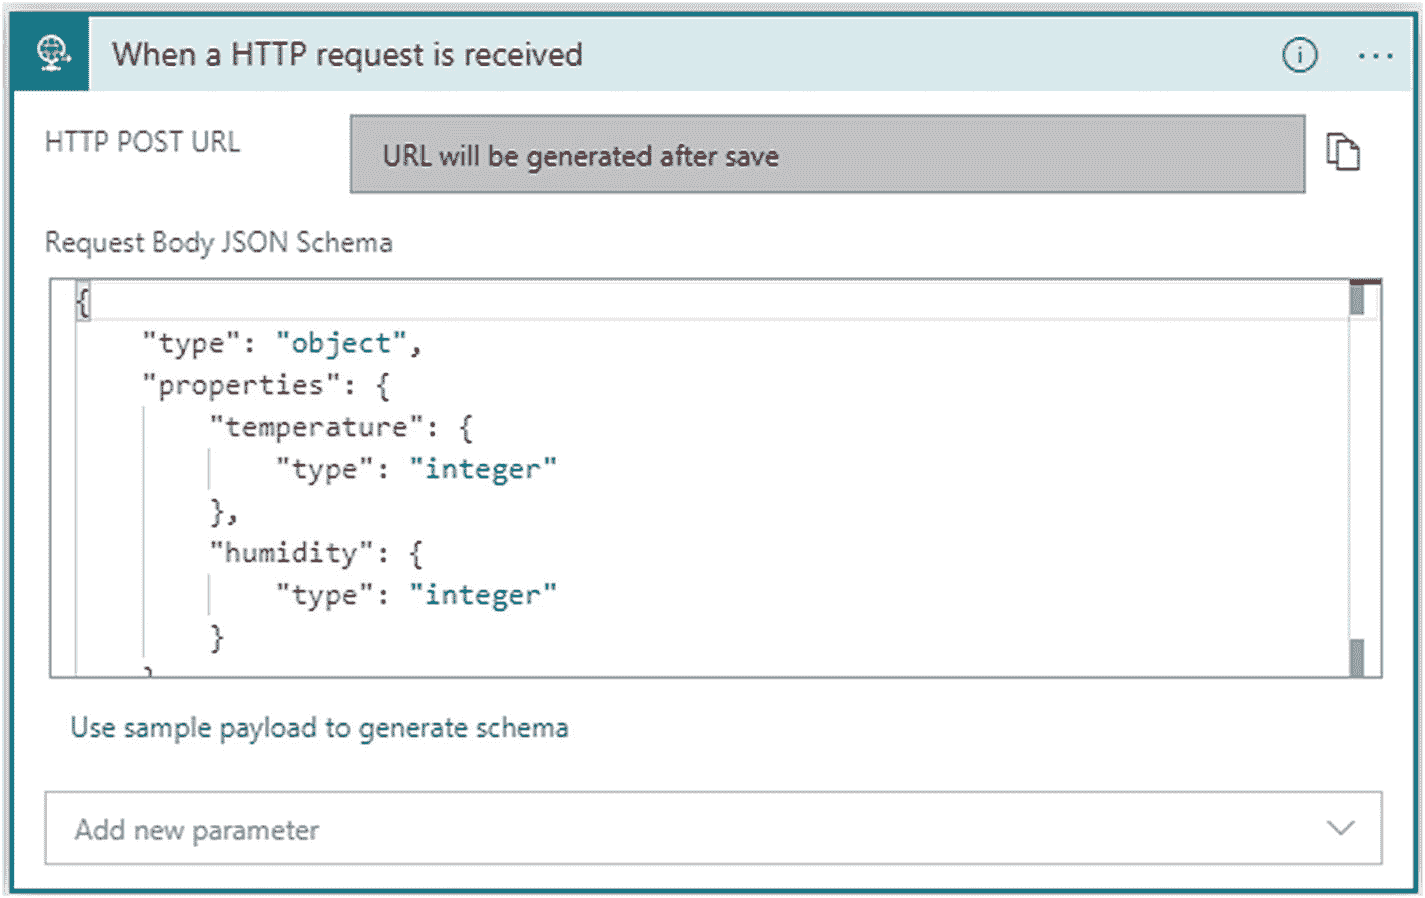 When a HTTP request is received
HTTP POST URL
URL will be generated after save
Request Body JSON Schema
{
"type": "object",
"properties": {
"temperature": {
"type": "integer"
},
"humidity": {
"type": "integer"
}
Use sample payload to generate schema
Add new parameter